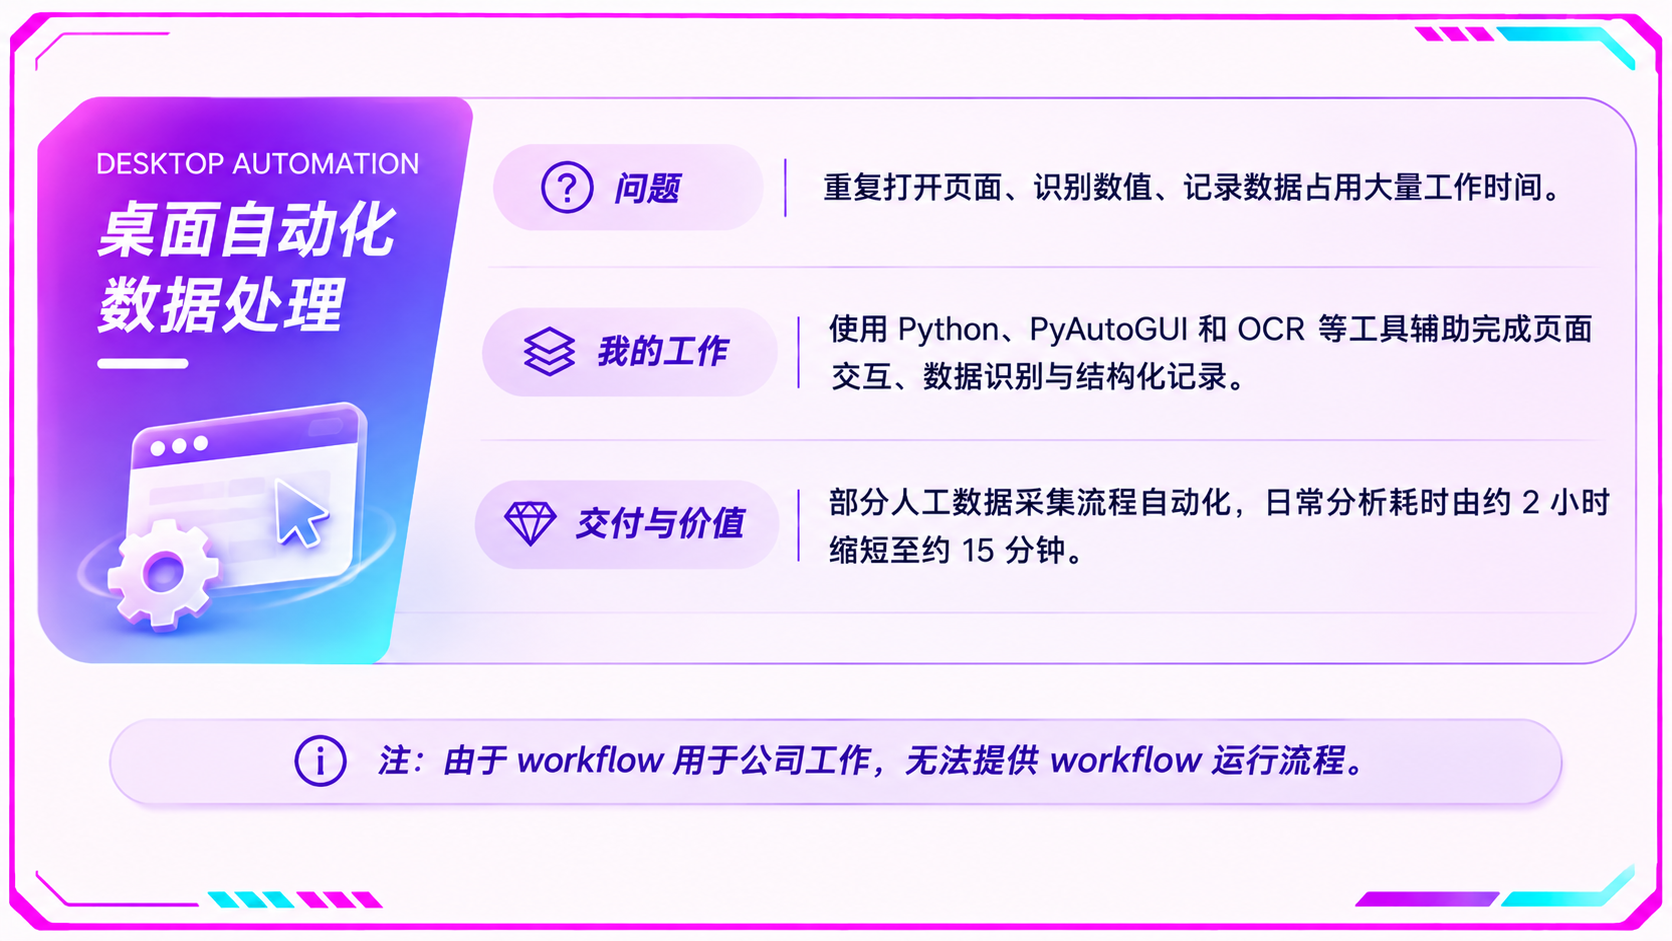 DESKTOP AUTOMATION
桌面自动化
数据处理
问题
重复打开页面、识别数值、记录数据占用大量工作时间。
我的工作
使用 Python、PyAutoGUI 和 OCR 等工具辅助完成页面
交互、数据识别与结构化记录。
交付与价值
部分人工数据采集流程自动化，日常分析耗时由约 2 小时
缩短至约 15 分钟。
注：由于 workflow 用于公司工作，无法提供 workflow 运行流程。